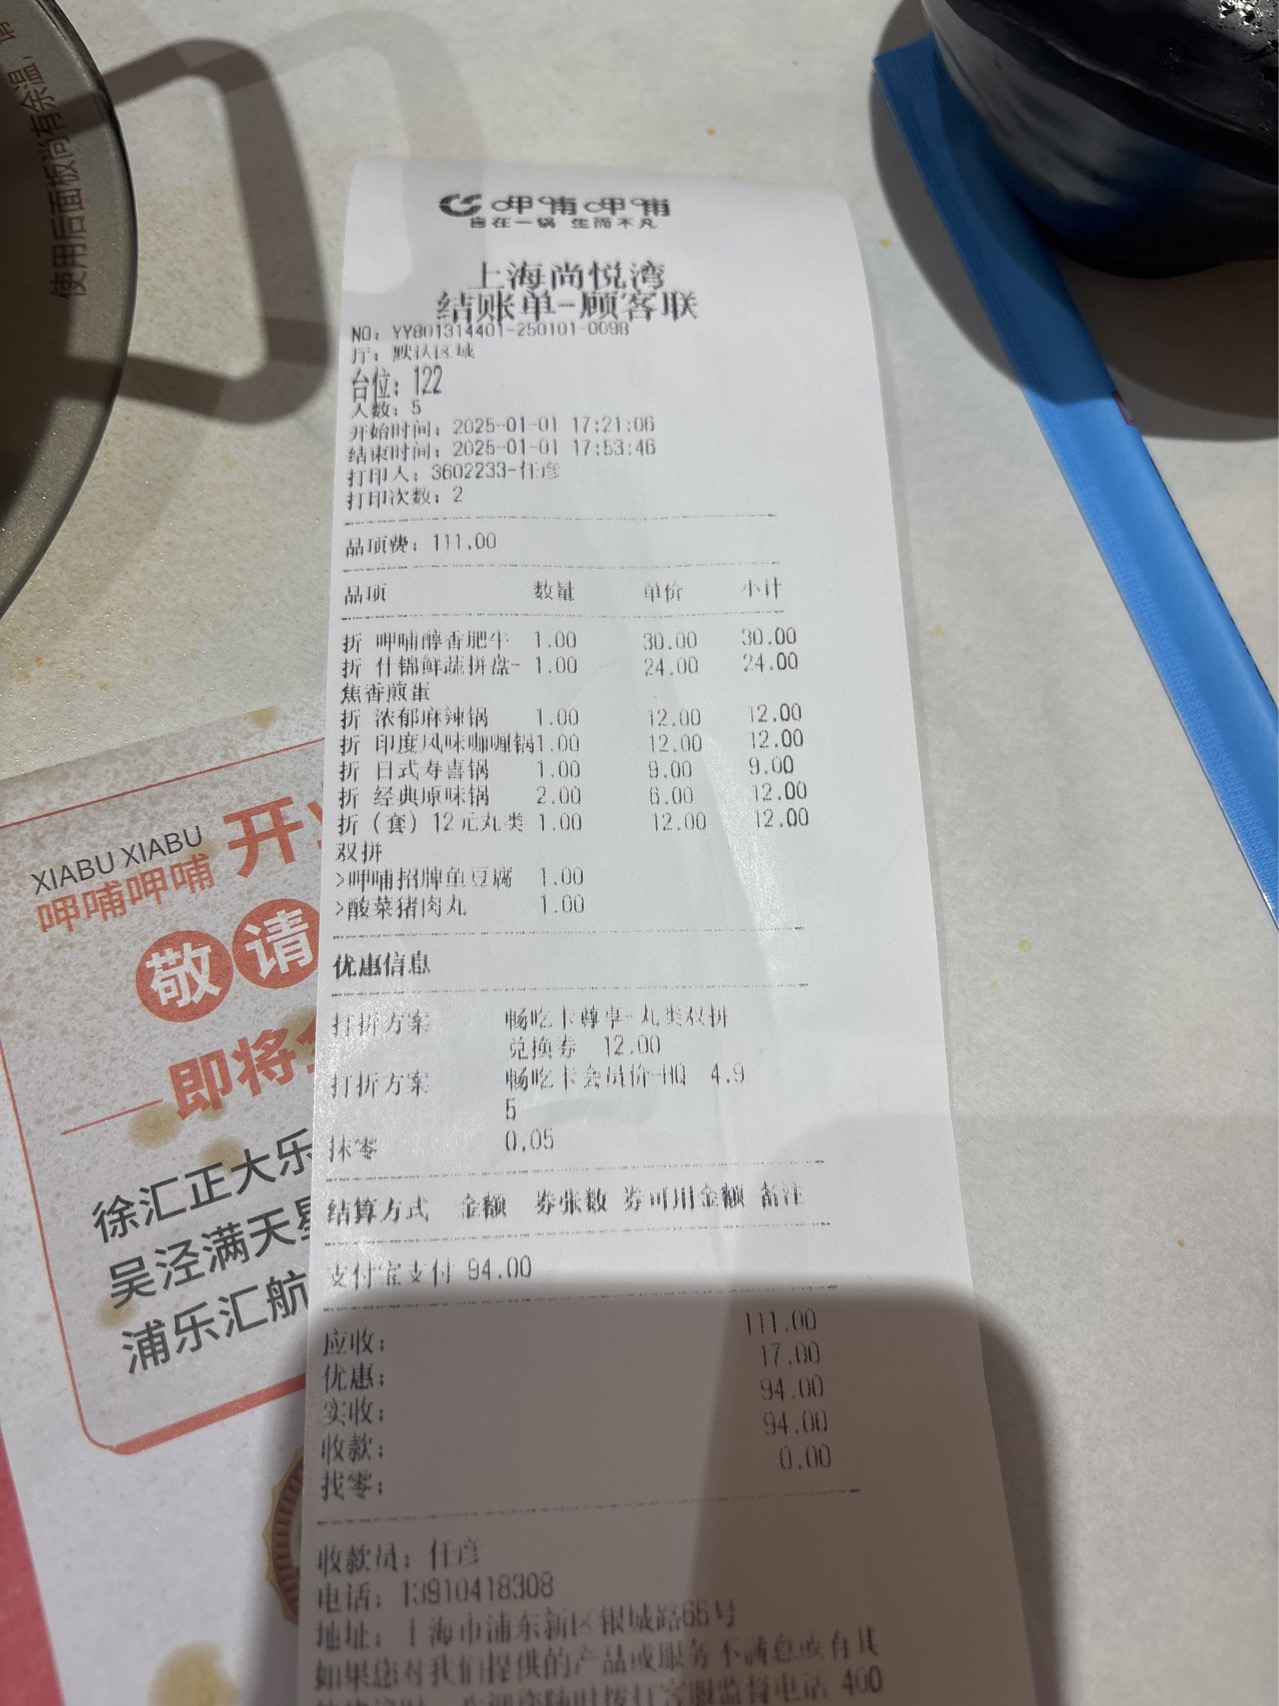 使用后面板尚有余温，
呷哺呷哺
旨在一锅 生而不凡
上海尚悦湾
结账单-顾客联
NO: YY801314401-250101-0098
厅: 默认区域
台位: 122
人数: 5
开始时间: 2025-01-01 17:21:06
结束时间: 2025-01-01 17:53:46
打印人: 3602233-任彦
打印次数: 2
品项费: 111.00
品项 数量 单价 小计
折 呷哺醇香肥牛 1.00 30.00 30.00
折 什锦鲜蔬拼盘- 1.00 24.00 24.00
焦香煎蛋
折 浓郁麻辣锅 1.00 12.00 12.00
折 印度风味咖喱锅1.00 12.00 12.00
折 日式寿喜锅 1.00 9.00 9.00
折 经典原味锅 2.00 6.00 12.00
折（套）12元丸类 1.00 12.00 12.00
双拼
>呷哺招牌鱼豆腐 1.00
>酸菜猪肉丸 1.00
优惠信息
打折方案 畅吃卡尊享-丸类双拼
兑换券 12.00
打折方案 畅吃卡会员价-HQ 4.9
5
抹零 0.05
结算方式 金额 券张数 券可用金额 备注
支付宝支付 94.00
应收: 111.00
优惠: 17.00
实收: 94.00
收款: 94.00
找零: 0.00
收款员: 任彦
电话: 13910418308
地址: 上海市浦东新区银城路66号
如果您对我们提供的产品或服务不满意或有其
客服监督电话 400
XIABU XIABU
呷哺呷哺 开
敬请
即将
徐汇正大乐
吴泾满天星
浦乐汇航